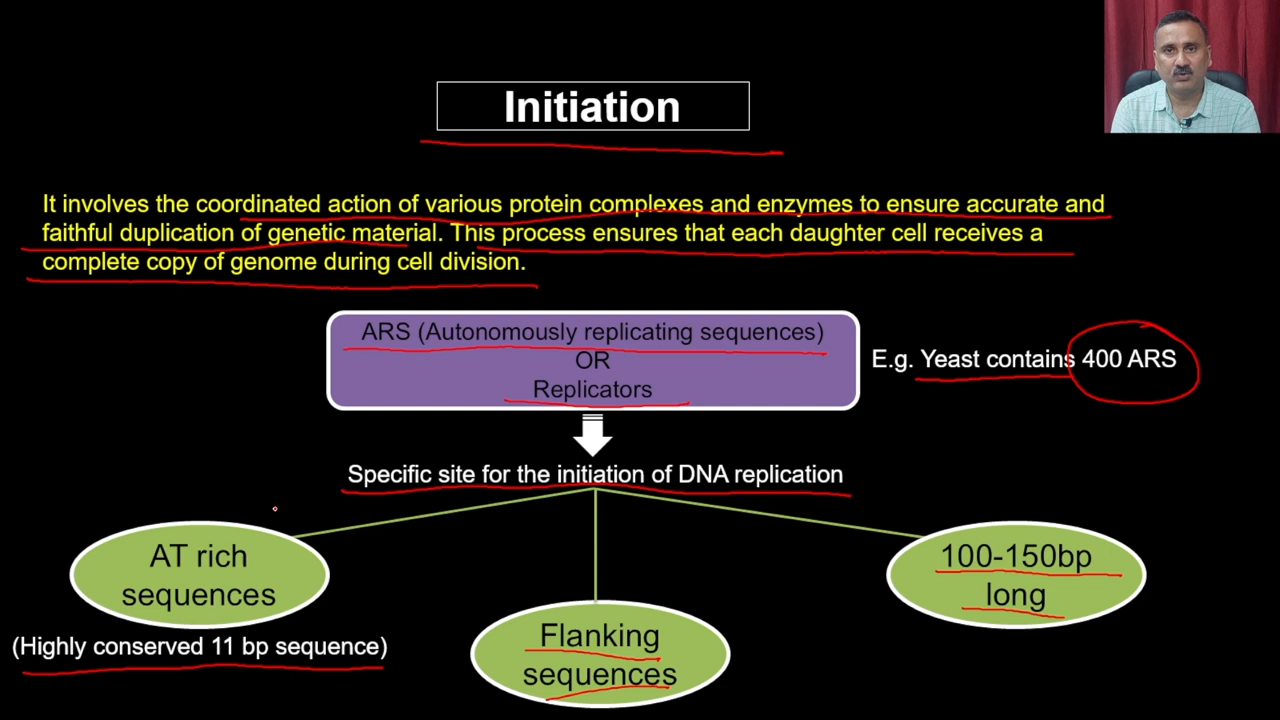 Initiation
It involves the coordinated action of various protein complexes and enzymes to ensure accurate and
faithful duplication of genetic material. This process ensures that each daughter cell receives a
complete copy of genome during cell division.
ARS (Autonomously replicating sequences)
OR
Replicators
E.g. Yeast contains 400 ARS
Specific site for the initiation of DNA replication
AT rich
sequences
(Highly conserved 11 bp sequence)
Flanking
sequences
100-150bp
long